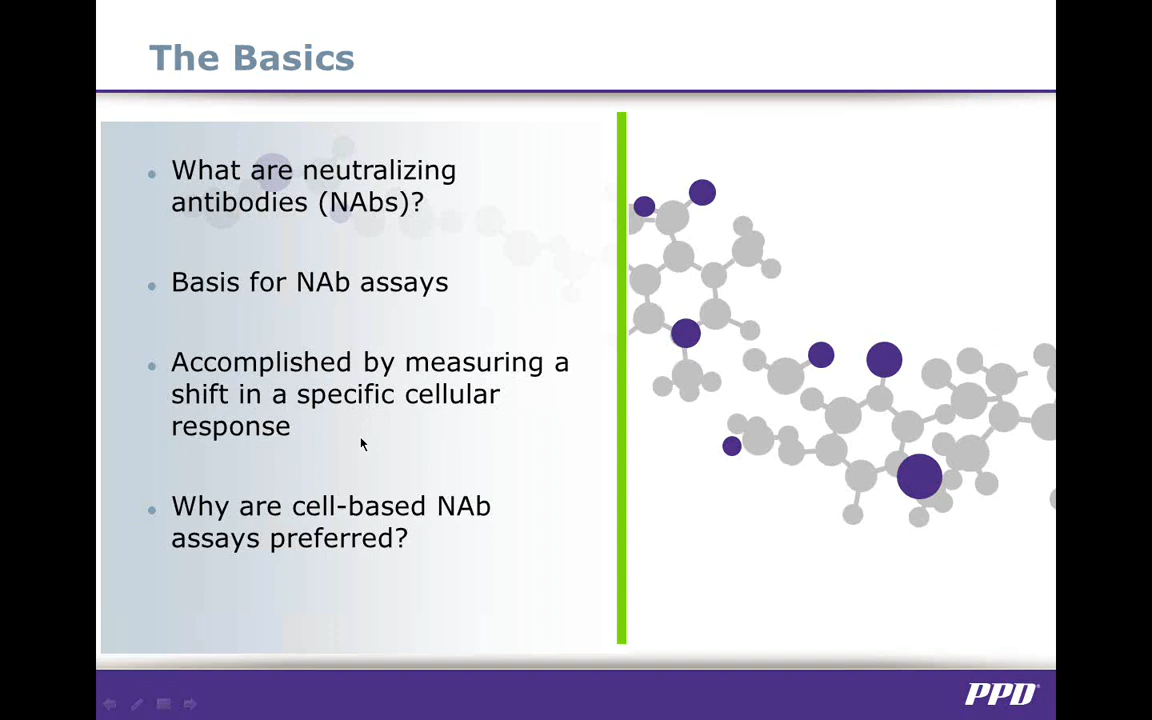 The Basics
What are neutralizing
antibodies (NAbs)?
Basis for NAb assays
Accomplished by measuring a
shift in a specific cellular
response
Why are cell-based NAb
assays preferred?
PPD